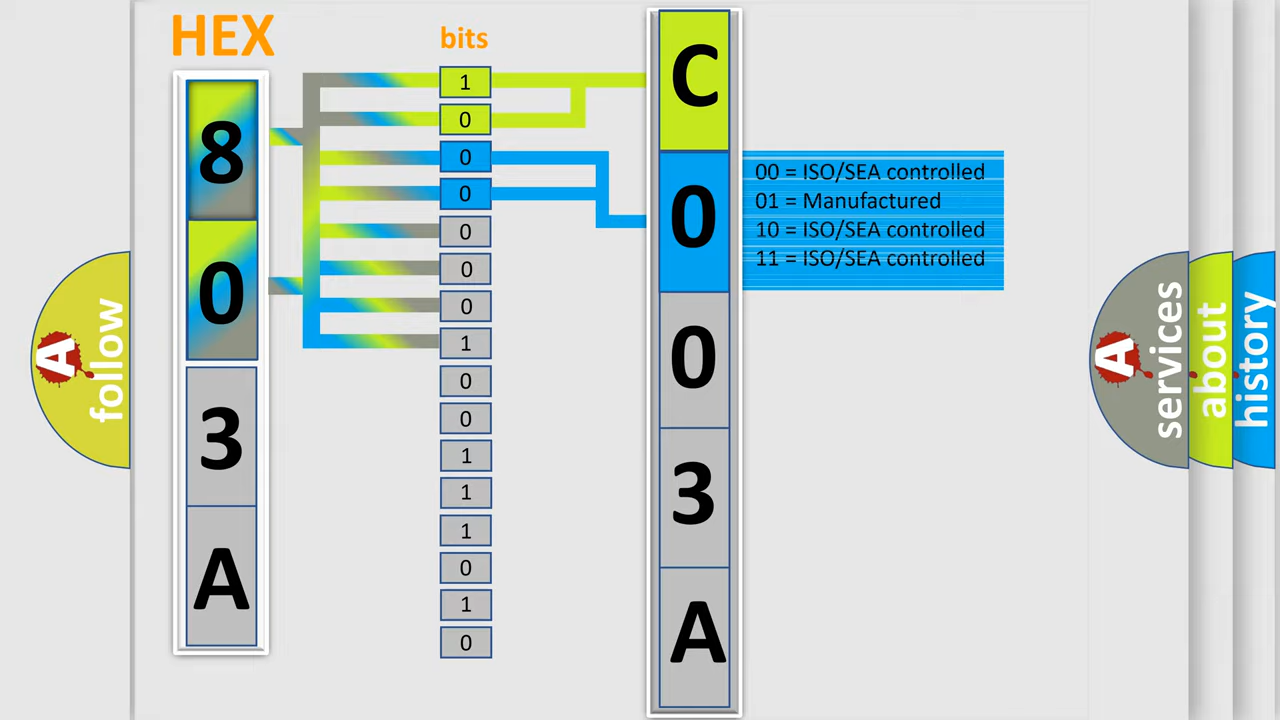 HEX
bits
8
0
3
A
1
0
0
0
0
0
0
1
0
0
1
1
1
0
1
0
C
0
0
3
A
00 = ISO/SEA controlled
01 = Manufactured
10 = ISO/SEA controlled
11 = ISO/SEA controlled
A
follow
A
services
about
history